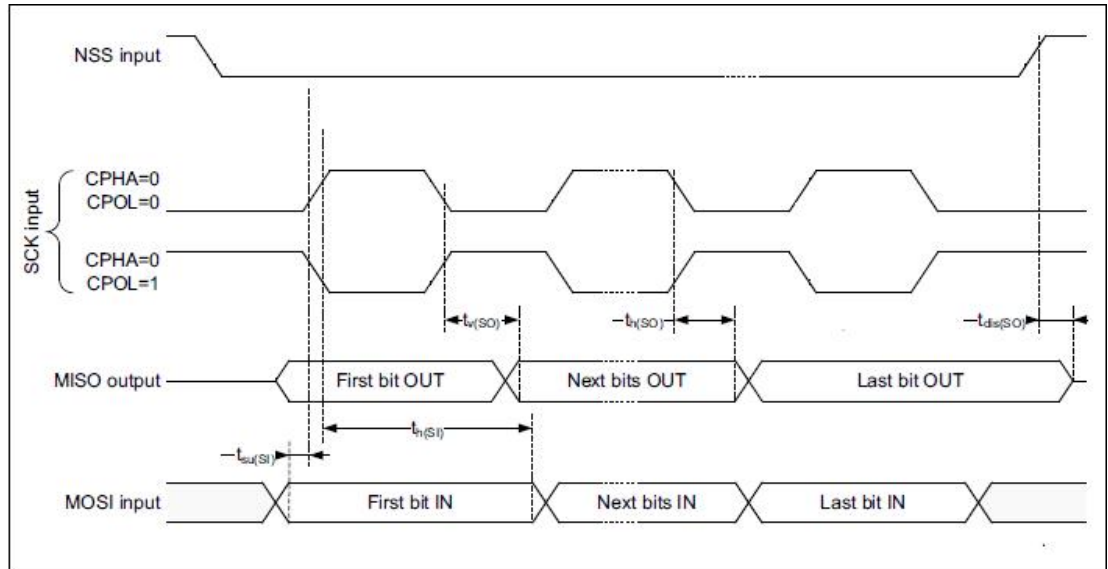 NSS input
SCK input
CPHA=0
CPOL=0
CPHA=0
CPOL=1
tv(SO)
th(SO)
tdis(SO)
MISO output
First bit OUT
Next bits OUT
Last bit OUT
th(SI)
tsu(SI)
MOSI input
First bit IN
Next bits IN
Last bit IN